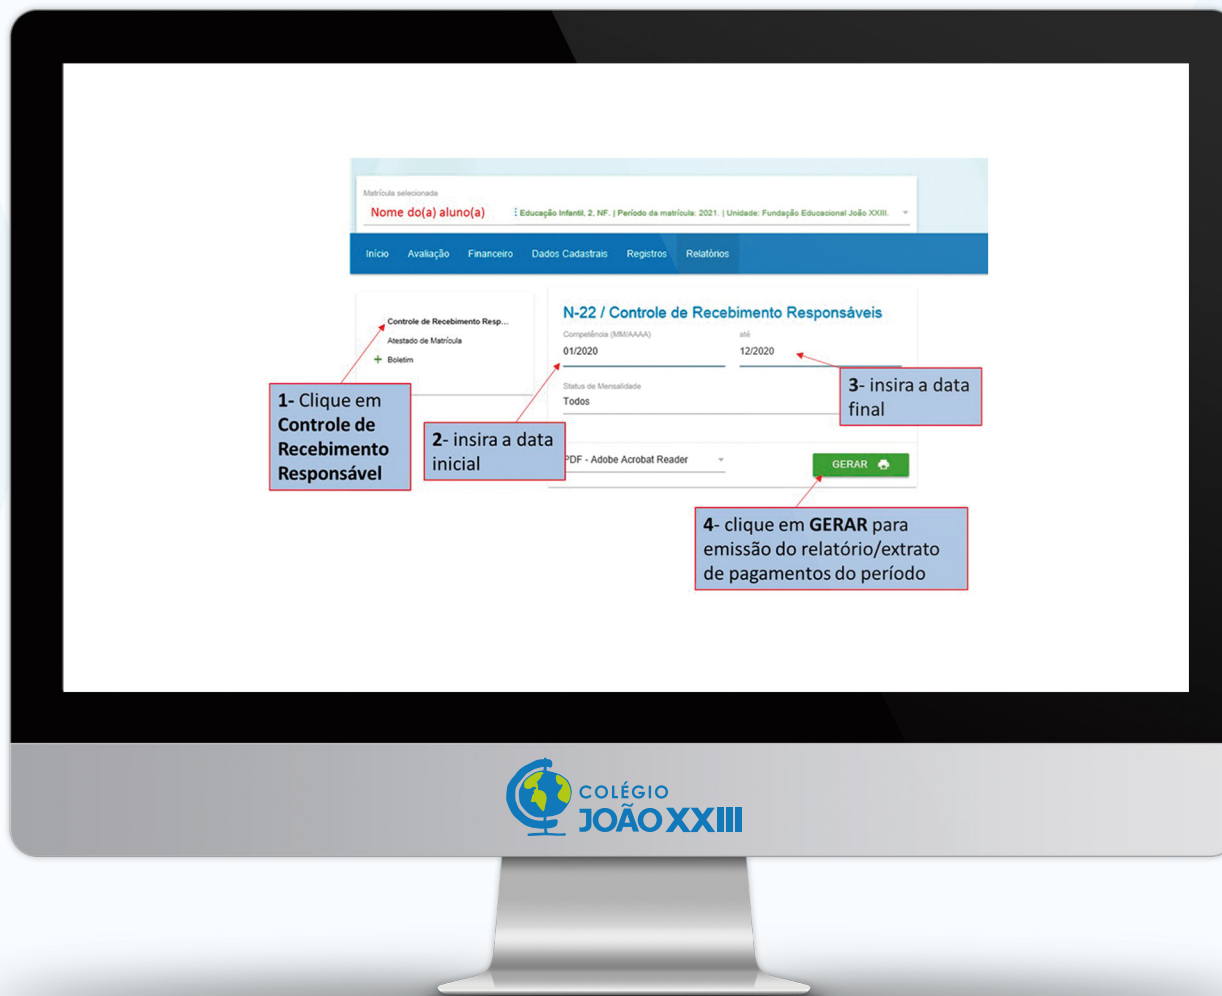 Matrícula selecionada
Nome do(a) aluno(a) Educação Infantil, 2, NF. | Período da matrícula: 2021. | Unidade: Fundação Educacional João XXIII.
Início Avaliação Financeiro Dados Cadastrais Registros Relatórios
Controle de Recebimento Resp...
Atestado de Matrícula
+ Boletim
N-22 / Controle de Recebimento Responsáveis
Competência (MM/AAAA) até
01/2020 12/2020
Status de Mensalidade
Todos
PDF - Adobe Acrobat Reader
GERAR
1- Clique em
Controle de
Recebimento
Responsável
2- insira a data
inicial
3- insira a data
final
4- clique em GERAR para
emissão do relatório/extrato
de pagamentos do período
COLÉGIO
JOÃO XXIII